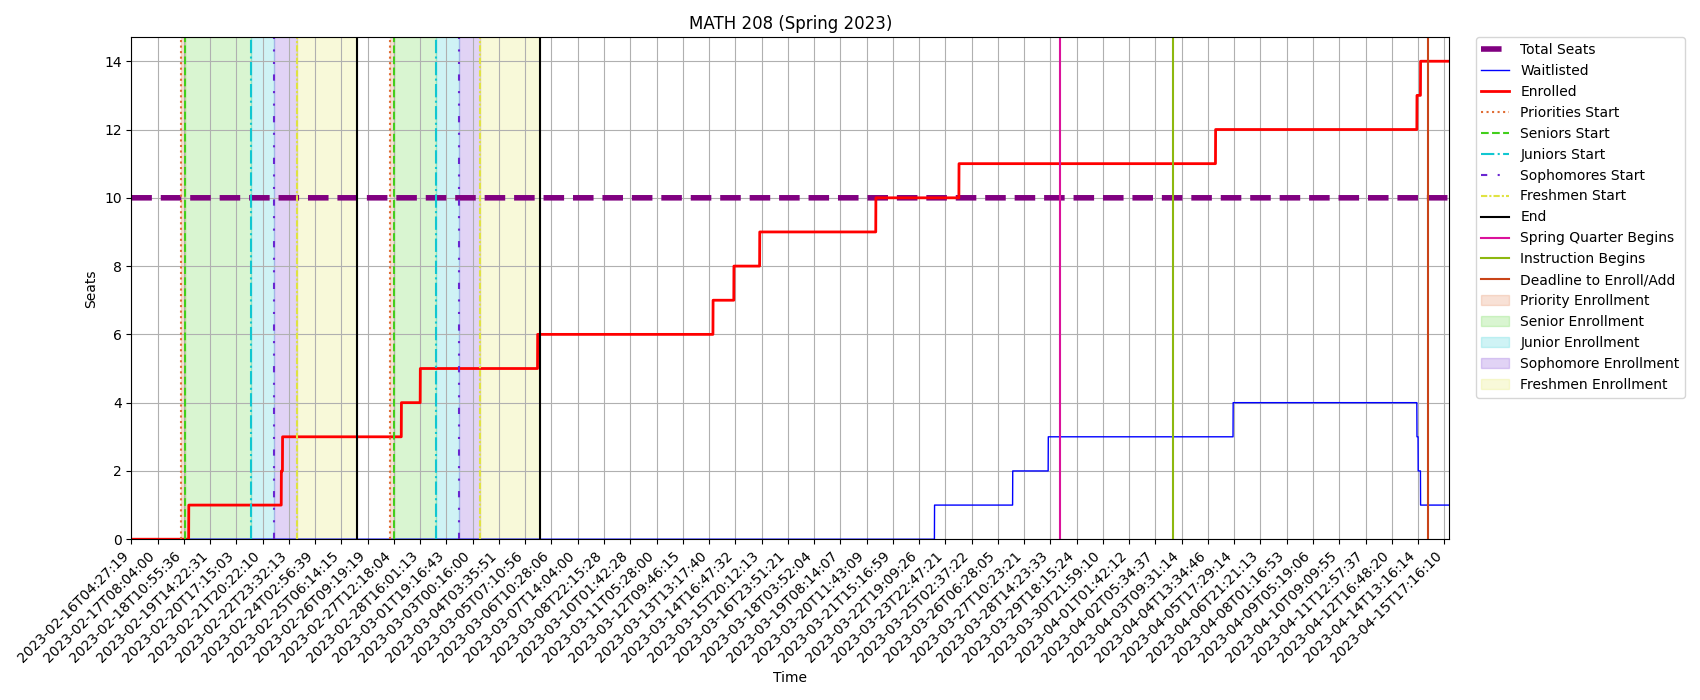 MATH 208 (Spring 2023)
Seats
14
12
10
8
6
4
2
0
2023-02-16T04:27:19
2023-02-17T08:04:00
2023-02-18T10:55:36
2023-02-19T14:22:31
2023-02-20T17:15:03
2023-02-21T20:22:10
2023-02-22T23:32:13
2023-02-24T02:56:39
2023-02-25T06:14:15
2023-02-26T09:19:19
2023-02-27T12:18:04
2023-02-28T16:01:13
2023-03-01T19:16:43
2023-03-03T00:16:00
2023-03-04T03:35:51
2023-03-05T07:10:56
2023-03-06T10:28:06
2023-03-07T14:04:00
2023-03-08T22:15:28
2023-03-10T01:42:28
2023-03-11T05:28:00
2023-03-12T09:46:15
2023-03-13T13:17:40
2023-03-14T16:47:32
2023-03-15T20:12:13
2023-03-16T23:51:21
2023-03-18T03:52:04
2023-03-19T08:14:07
2023-03-20T11:43:09
2023-03-21T15:16:59
2023-03-22T19:09:26
2023-03-23T22:47:21
2023-03-25T02:37:22
2023-03-26T06:28:05
2023-03-27T10:23:21
2023-03-28T14:23:33
2023-03-29T18:15:24
2023-03-30T21:59:10
2023-04-01T01:42:12
2023-04-02T05:34:37
2023-04-03T09:31:14
2023-04-04T13:34:46
2023-04-05T17:29:14
2023-04-06T21:21:13
2023-04-08T01:16:53
2023-04-09T05:19:06
2023-04-10T09:09:55
2023-04-11T12:57:37
2023-04-12T16:48:20
2023-04-14T13:16:14
2023-04-15T17:16:10
Time
Total Seats
Waitlisted
Enrolled
Priorities Start
Seniors Start
Juniors Start
Sophomores Start
Freshmen Start
End
Spring Quarter Begins
Instruction Begins
Deadline to Enroll/Add
Priority Enrollment
Senior Enrollment
Junior Enrollment
Sophomore Enrollment
Freshmen Enrollment